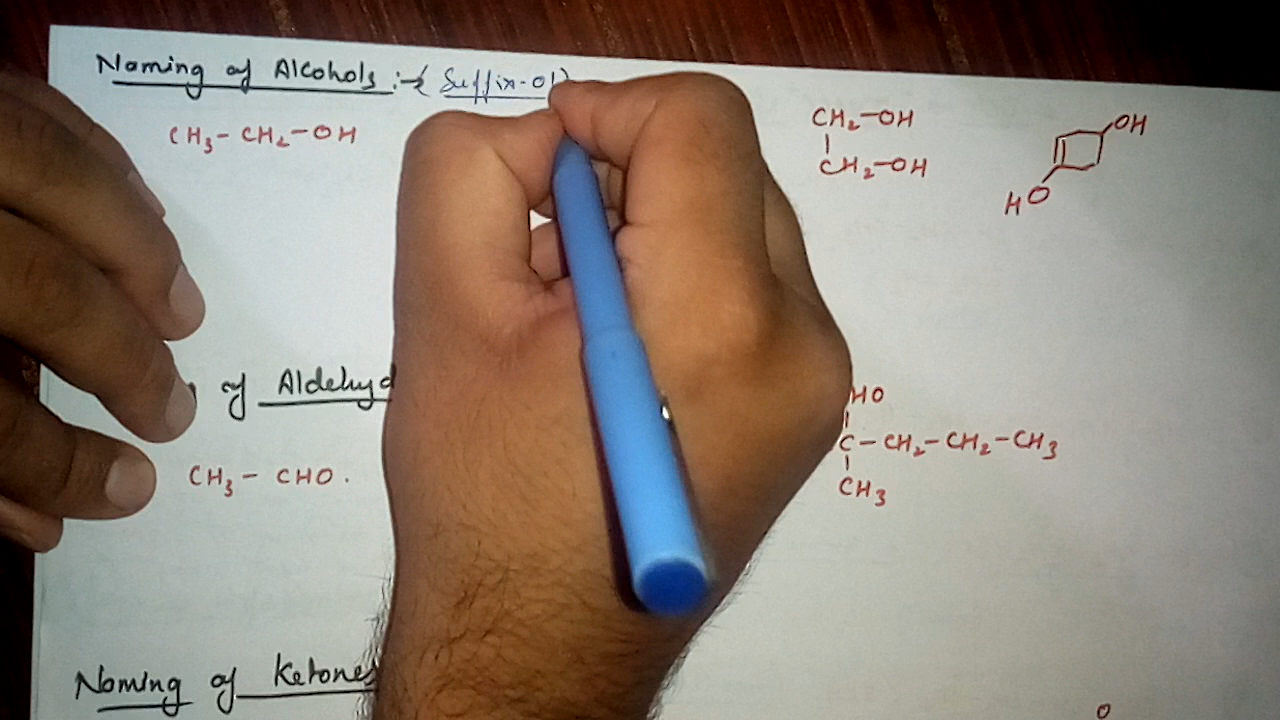 Naming of Alcohols :→ (Suffix-ol)
CH3-CH2-OH
CH2-OH
CH2-OH
OH
HO
of Aldehyd
HO
CH3-CHO.
C-CH2-CH2-CH3
CH3
Naming of Ketones
O